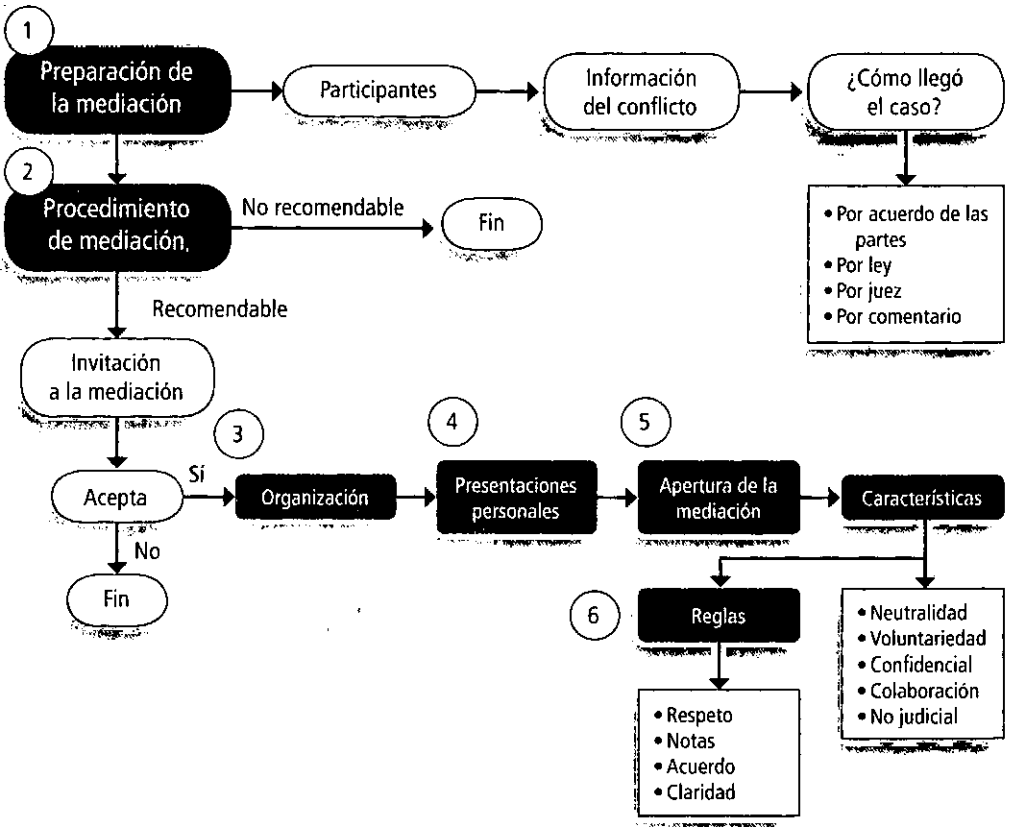 1
Preparación de
la mediación
Participantes
Información
del conflicto
¿Cómo llegó
el caso?
2
Procedimiento
de mediación.
No recomendable
Fin
• Por acuerdo de las
partes
• Por ley
• Por juez
• Por comentario
Recomendable
Invitación
a la mediación
Acepta
Sí
3
Organización
4
Presentaciones
personales
5
Apertura de la
mediación
Características
No
Fin
6
Reglas
• Respeto
• Notas
• Acuerdo
• Claridad
• Neutralidad
• Voluntariedad
• Confidencial
• Colaboración
• No judicial